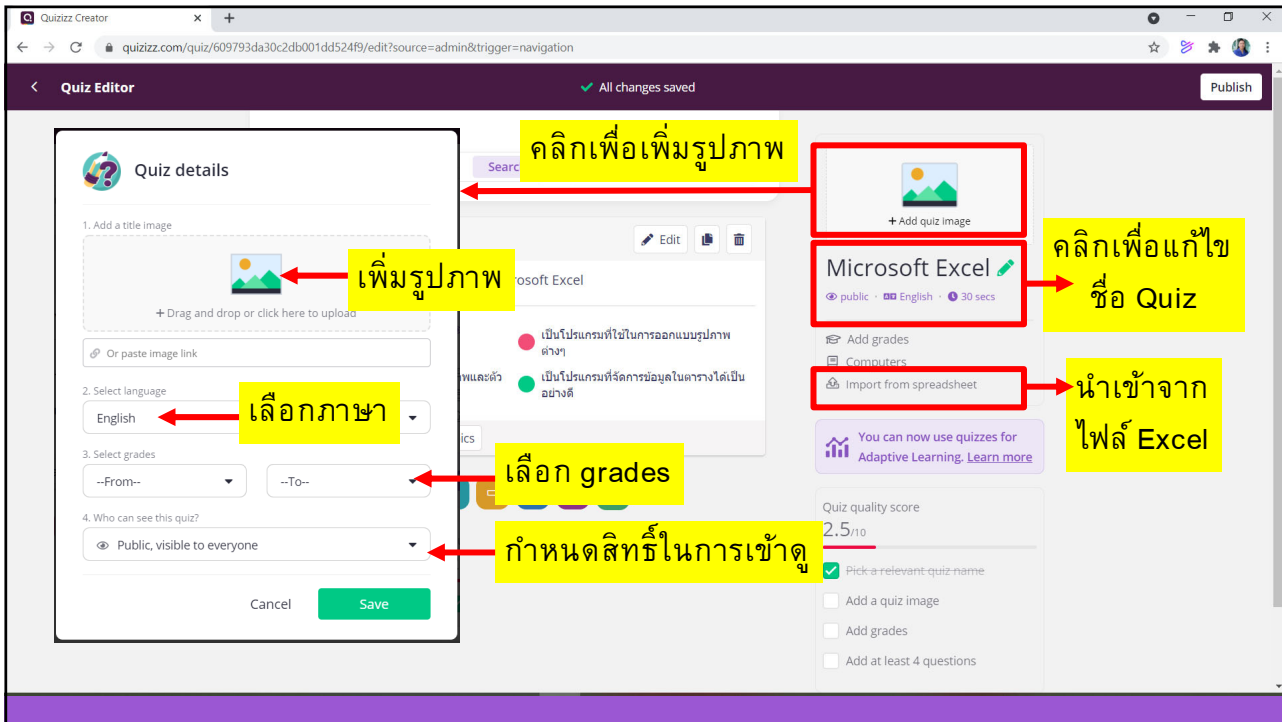 Quizizz Creator
quizizz.com/quiz/609793da30c2db001dd524f9/edit?source=admin&trigger=navigation
Quiz Editor
All changes saved
Publish
Quiz details
1. Add a title image
+ Drag and drop or click here to upload
Or paste image link
2. Select language
English
3. Select grades
--From--
--To--
4. Who can see this quiz?
Public, visible to everyone
Cancel
Save
คลิกเพื่อเพิ่มรูปภาพ
เพิ่มรูปภาพ
เลือกภาษา
เลือก grades
กำหนดสิทธิ์ในการเข้าดู
Searc
Edit
osoft Excel
เป็นโปรแกรมที่ใช้ในการออกแบบรูปภาพ
ต่างๆ
าพและตัว
เป็นโปรแกรมที่จัดการข้อมูลในตารางได้เป็น
อย่างดี
ics
+ Add quiz image
Microsoft Excel
public · English · 30 secs
Add grades
Computers
Import from spreadsheet
คลิกเพื่อแก้ไข
ชื่อ Quiz
นำเข้าจาก
ไฟล์ Excel
You can now use quizzes for
Adaptive Learning. Learn more
Quiz quality score
2.5/10
Pick a relevant quiz name
Add a quiz image
Add grades
Add at least 4 questions